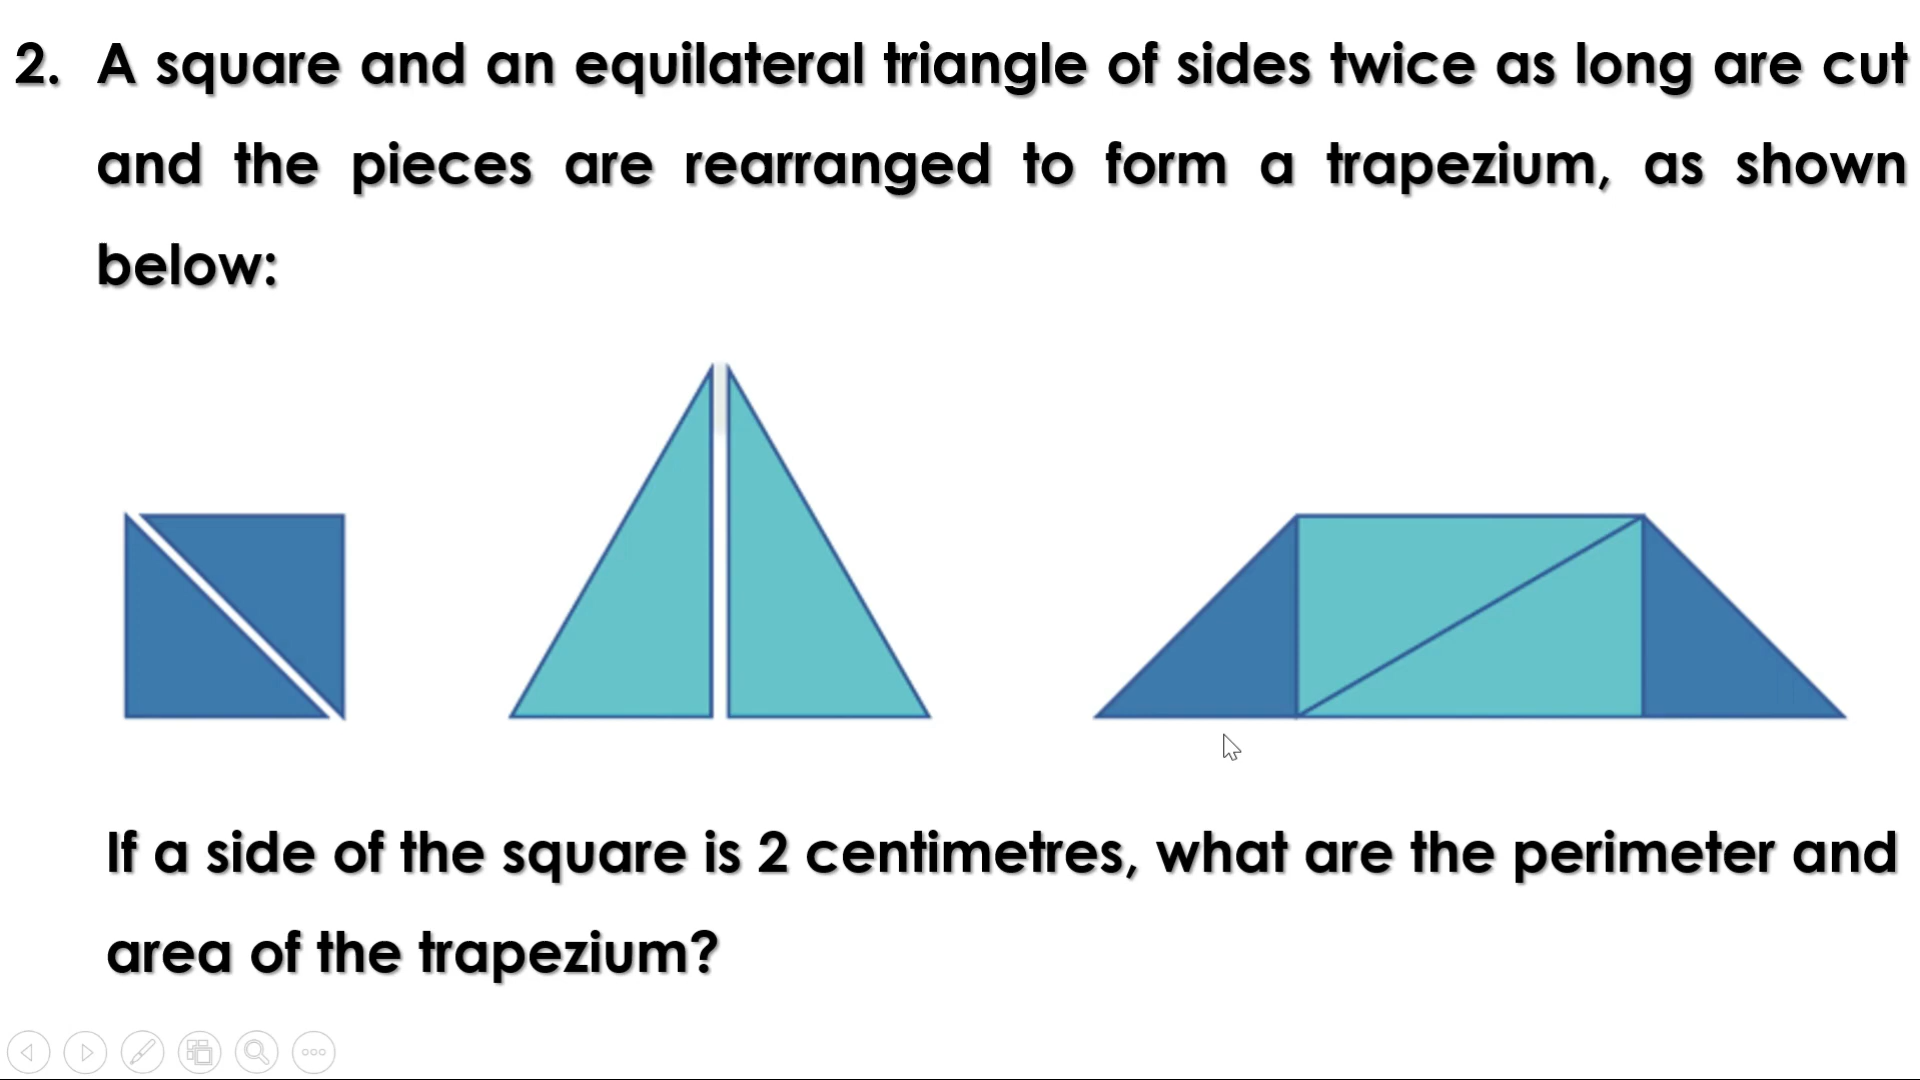 2. A square and an equilateral triangle of sides twice as long are cut
and the pieces are rearranged to form a trapezium, as shown
below:
If a side of the square is 2 centimetres, what are the perimeter and
area of the trapezium?